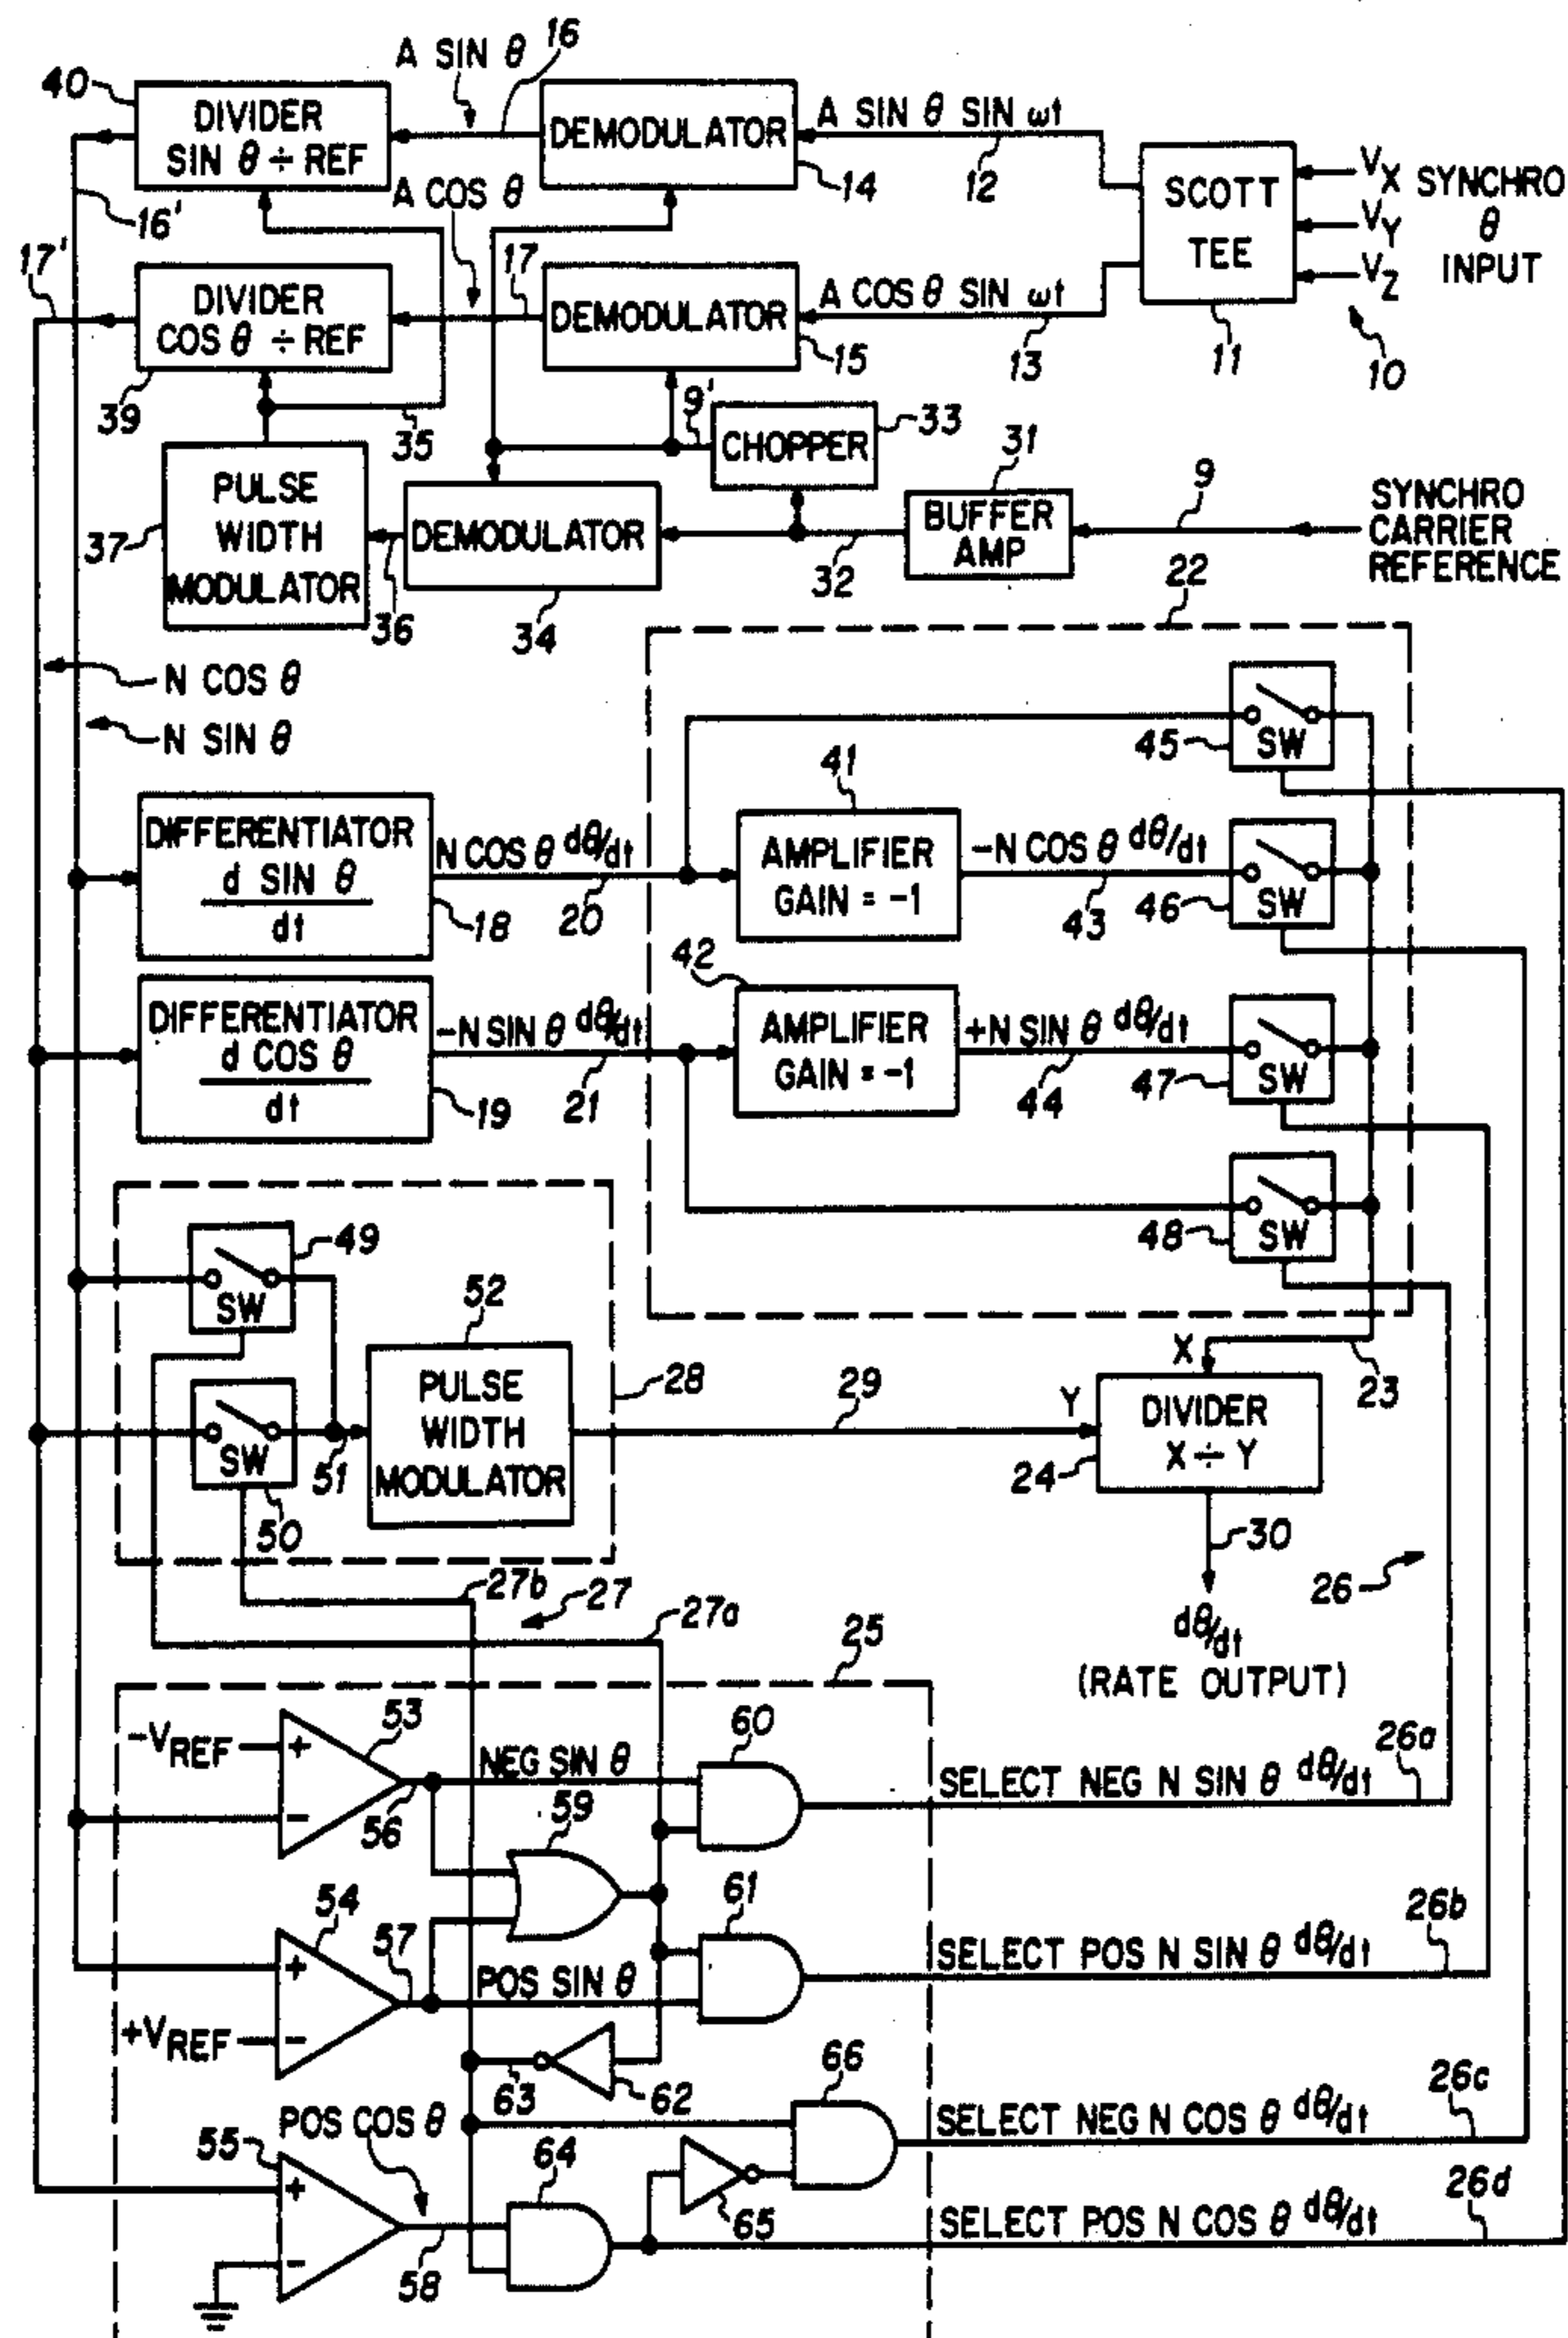 A SIN θ
16
40
DIVIDER
SIN θ ÷ REF
DEMODULATOR
A SIN θ SIN ωt
14
12
SCOTT
TEE
VX
VY
VZ
SYNCHRO
θ
INPUT
A COS θ
16'
17'
17
DIVIDER
COS θ ÷ REF
DEMODULATOR
A COS θ SIN ωt
15
13
11
10
39
35
9'
CHOPPER
33
31
9
PULSE
WIDTH
MODULATOR
37
36
DEMODULATOR
34
32
BUFFER
AMP
SYNCHRO
CARRIER
REFERENCE
22
N COS θ
N SIN θ
45
SW
41
DIFFERENTIATOR
d SIN θ
dt
18
N COS θ dθ/dt
20
AMPLIFIER
GAIN = -1
-N COS θ dθ/dt
43
46
SW
42
DIFFERENTIATOR
d COS θ
dt
19
-N SIN θ dθ/dt
21
AMPLIFIER
GAIN = -1
+N SIN θ dθ/dt
44
47
SW
48
SW
49
SW
52
28
PULSE
WIDTH
MODULATOR
SW
50
51
29
X
Y
23
DIVIDER
X ÷ Y
24
30
26
dθ/dt
(RATE OUTPUT)
27b
27
27a
25
-VREF
+
-
53
NEG SIN θ
56
60
SELECT NEG N SIN θ dθ/dt
26a
59
54
57
61
+
-
+VREF
POS SIN θ
SELECT POS N SIN θ dθ/dt
26b
63
62
66
POS COS θ
55
+
-
58
64
65
SELECT NEG N COS θ dθ/dt
26c
SELECT POS N COS θ dθ/dt
26d